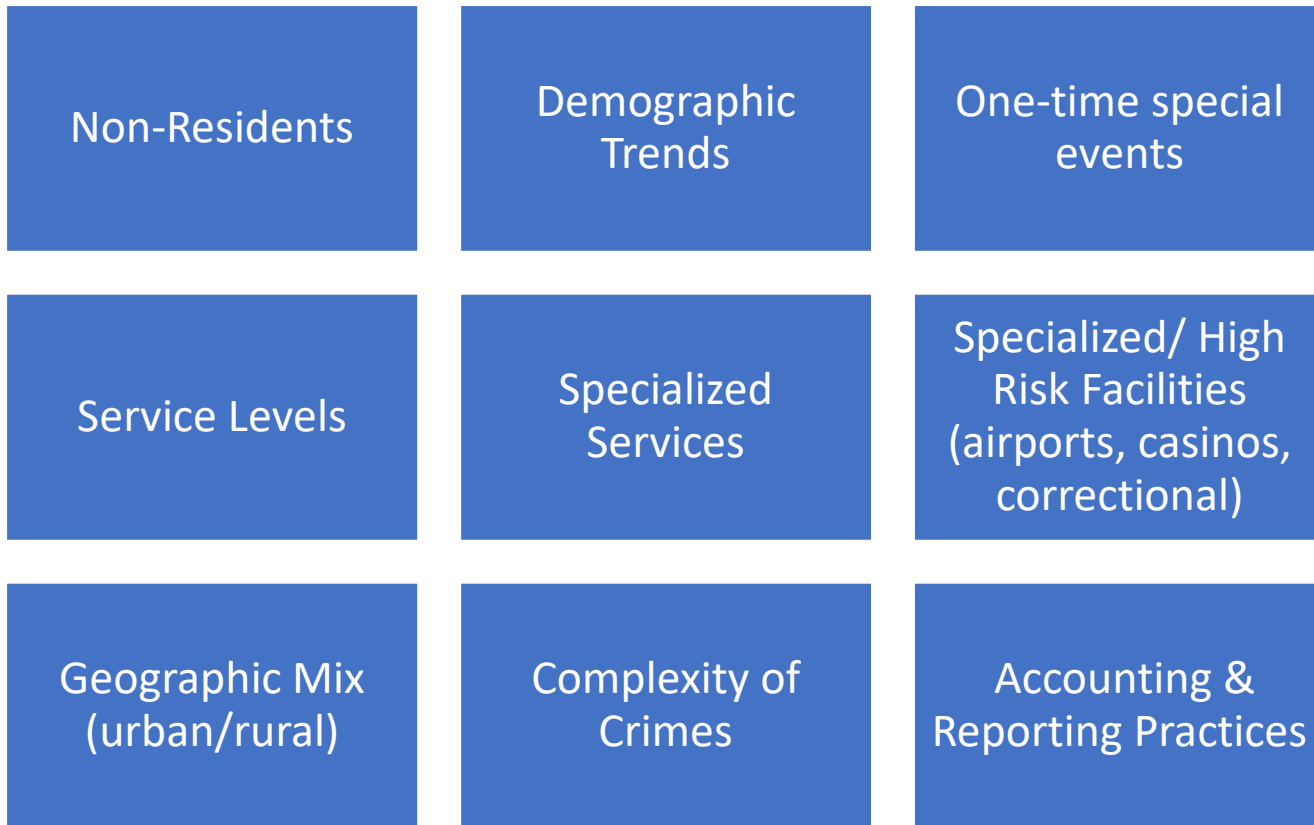 Non-Residents
Demographic
Trends
One-time special
events
Service Levels
Specialized
Services
Specialized/ High
Risk Facilities
(airports, casinos,
correctional)
Geographic Mix
(urban/rural)
Complexity of
Crimes
Accounting &
Reporting Practices